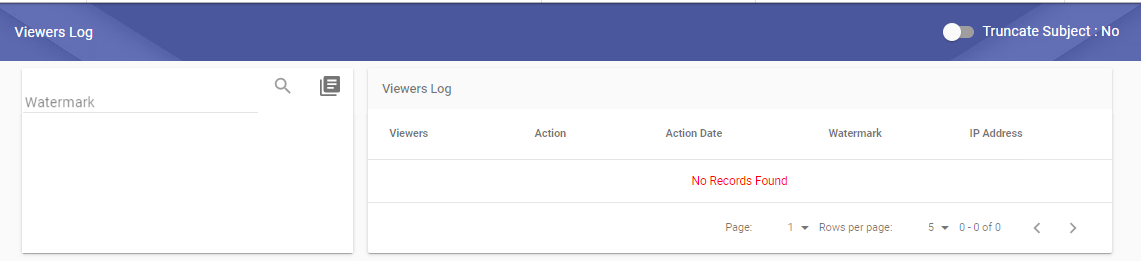 Viewers Log
Truncate Subject : No
Watermark
Viewers Log
Viewers Action Action Date Watermark IP Address
No Records Found
Page: 1 Rows per page: 5 0 - 0 of 0